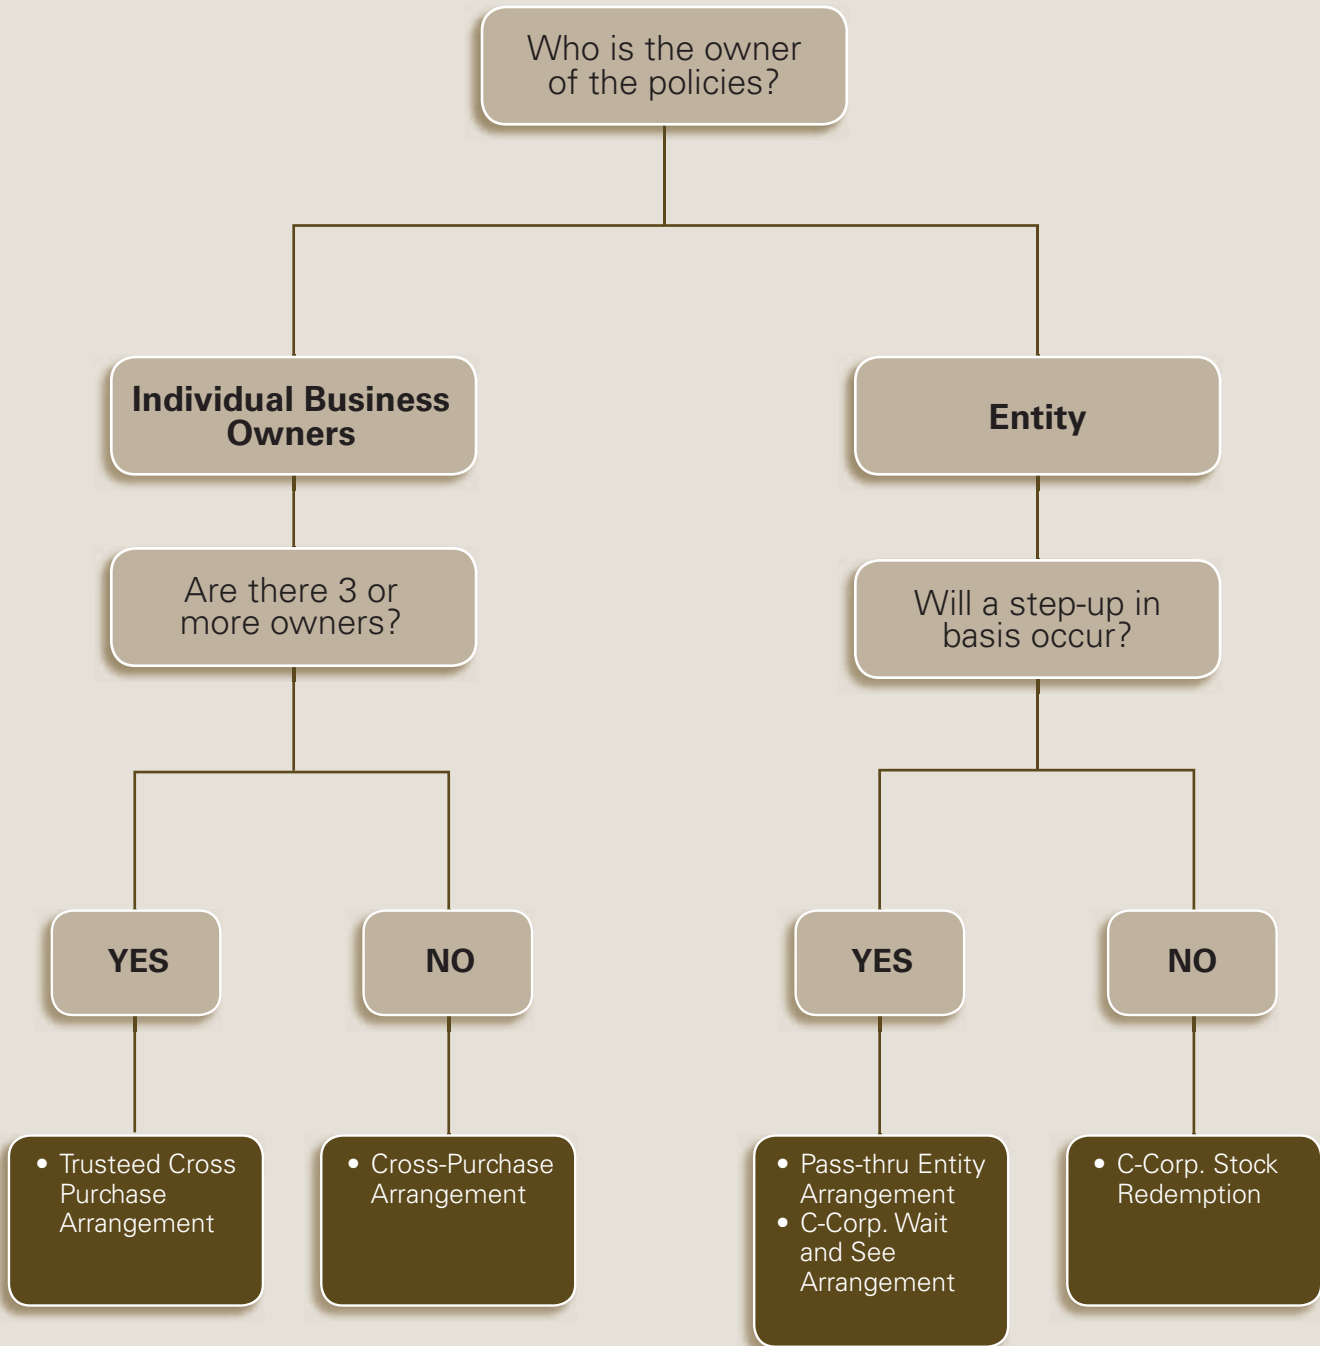 Who is the owner
of the policies?
Individual Business
Owners
Entity
Are there 3 or
more owners?
Will a step-up in
basis occur?
YES
NO
YES
NO
• Trusteed Cross
Purchase
Arrangement
• Cross-Purchase
Arrangement
• Pass-thru Entity
Arrangement
• C-Corp. Wait
and See
Arrangement
• C-Corp. Stock
Redemption